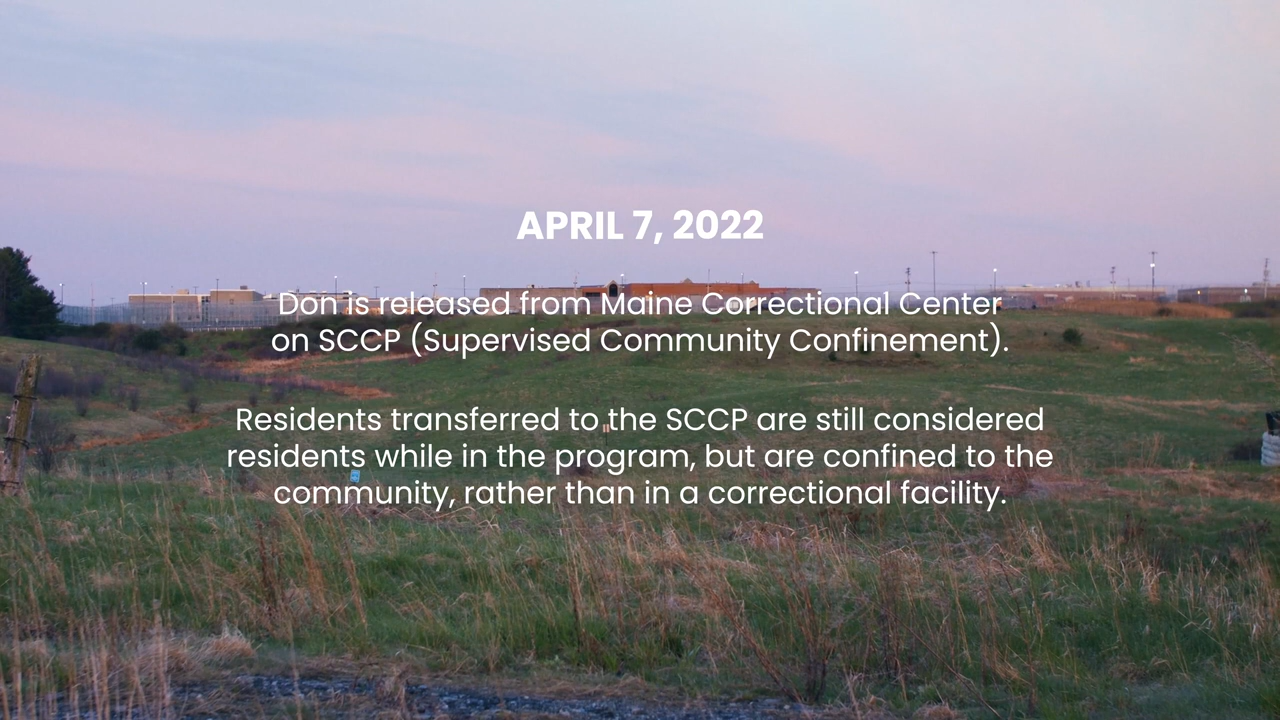 APRIL 7, 2022
Don is released from Maine Correctional Center
on SCCP (Supervised Community Confinement).
Residents transferred to the SCCP are still considered
residents while in the program, but are confined to the
community, rather than in a correctional facility.